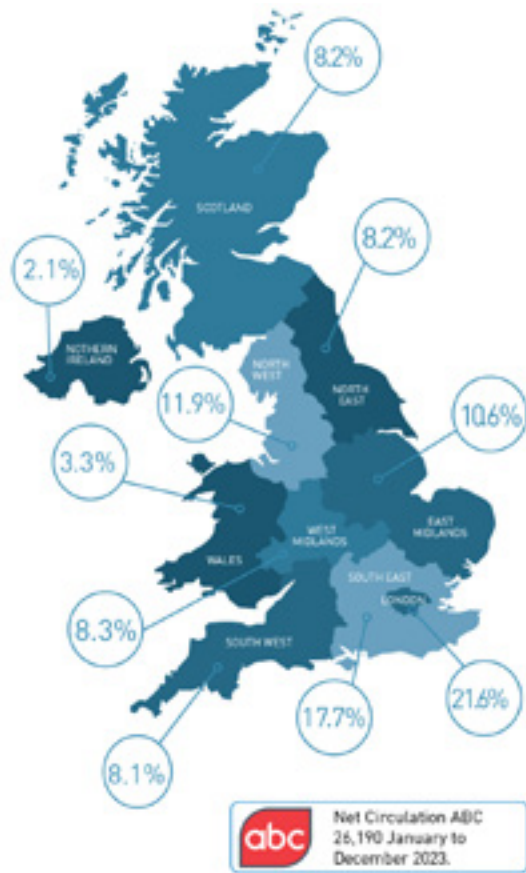 8.2%
SCOTLAND
8.2%
2.1%
NOTHERN
IRELAND
NORTH
WEST
NORTH
EAST
11.9%
10.6%
3.3%
WEST
MIDLANDS
EAST
MIDLANDS
WALES
SOUTH EAST
LONDON
8.3%
SOUTH WEST
17.7%
21.6%
8.1%
abc
Net Circulation ABC
26,190 January to
December 2023.